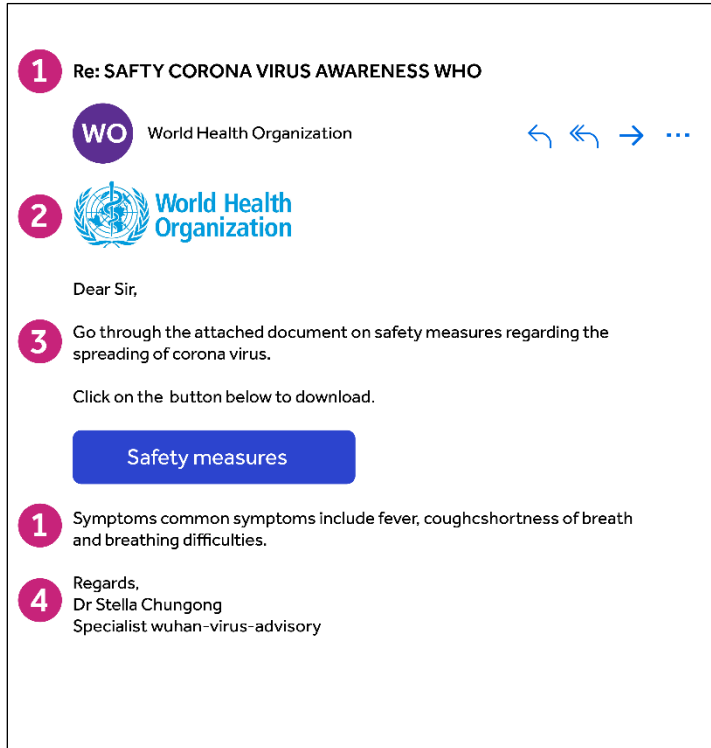 1 Re: SAFTY CORONA VIRUS AWARENESS WHO
WO World Health Organization
2 World Health
Organization
Dear Sir,
3 Go through the attached document on safety measures regarding the
spreading of corona virus.
Click on the button below to download.
Safety measures
1 Symptoms common symptoms include fever, coughcshortness of breath
and breathing difficulties.
4 Regards,
Dr Stella Chungong
Specialist wuhan-virus-advisory